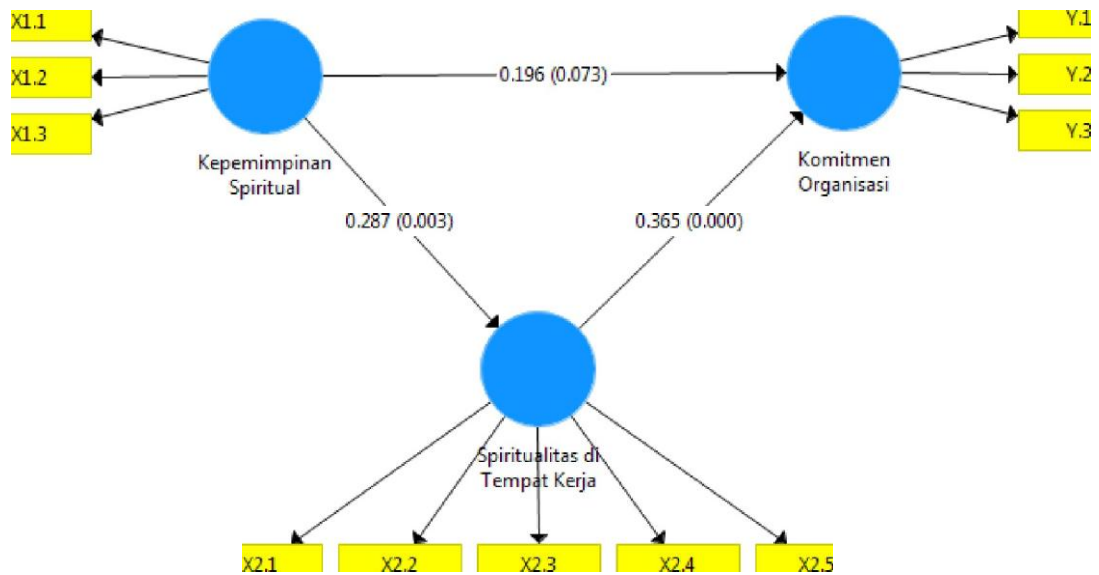 X1.1
X1.2
X1.3
Kepemimpinan
Spiritual
0.196 (0.073)
Y.1
Y.2
Y.3
Komitmen
Organisasi
0.287 (0.003)
0.365 (0.000)
Spiritualitas di
Tempat Kerja
X2.1
X2.2
X2.3
X2.4
X2.5